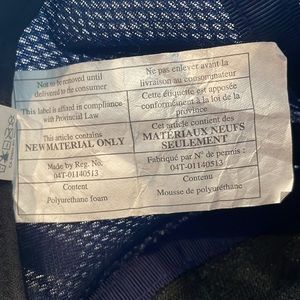 Not to be removed until
delivered to the consumer
Ne pas enlever avant la
livraison au consommateur
This label is affixed in compliance
with Provincial Law
Cette étiquette est apposée
conformément à la loi de la
province
This article contains
NEW MATERIAL ONLY
Cet article contient des
MATÉRIAUX NEUFS
SEULEMENT
Made by Reg. No:
04T-01140513
Fabriqué par N° de permis :
04T-01140513
Content
Polyurethane foam
Contenu
Mousse de polyuréthane